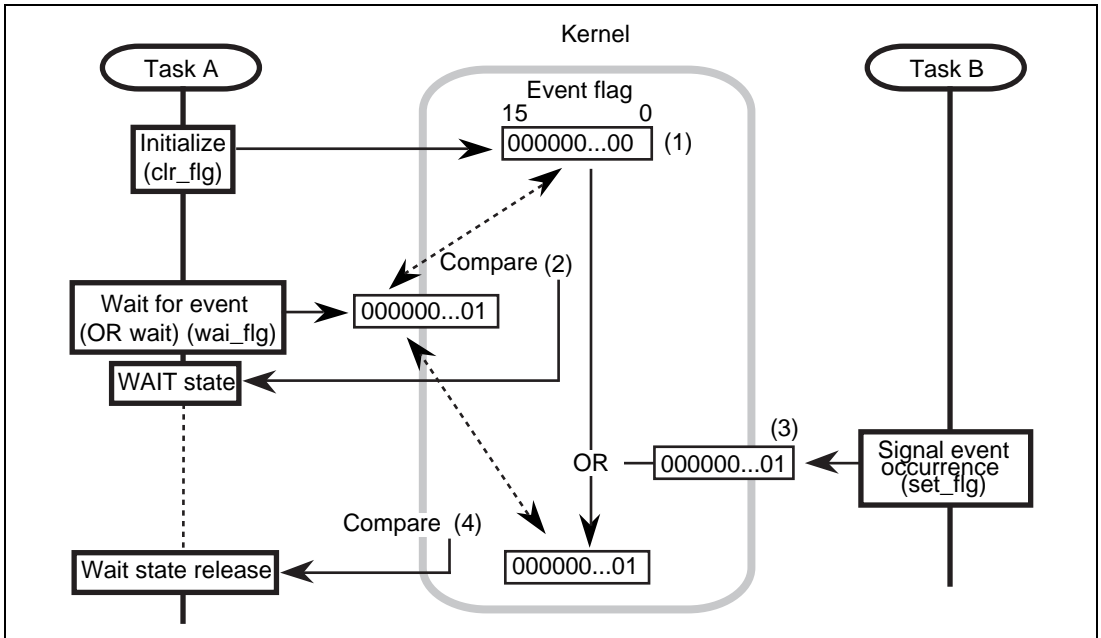 Kernel
Task A
Task B
Event flag
15 0
Initialize
(clr_flg)
000000...00 (1)
Compare (2)
Wait for event
(OR wait) (wai_flg)
000000...01
WAIT state
(3)
OR
000000...01
Signal event
occurrence
(set_flg)
Compare (4)
000000...01
Wait state release